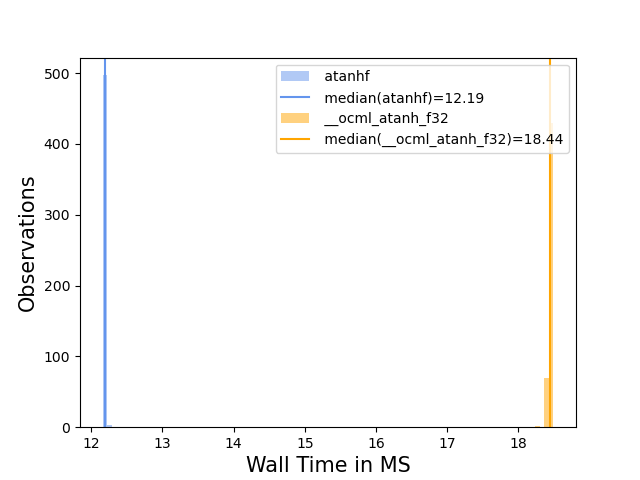 atanhf
median(atanhf)=12.19
__ocml_atanh_f32
median(__ocml_atanh_f32)=18.44
500
400
300
200
100
0
Observations
12 13 14 15 16 17 18
Wall Time in MS